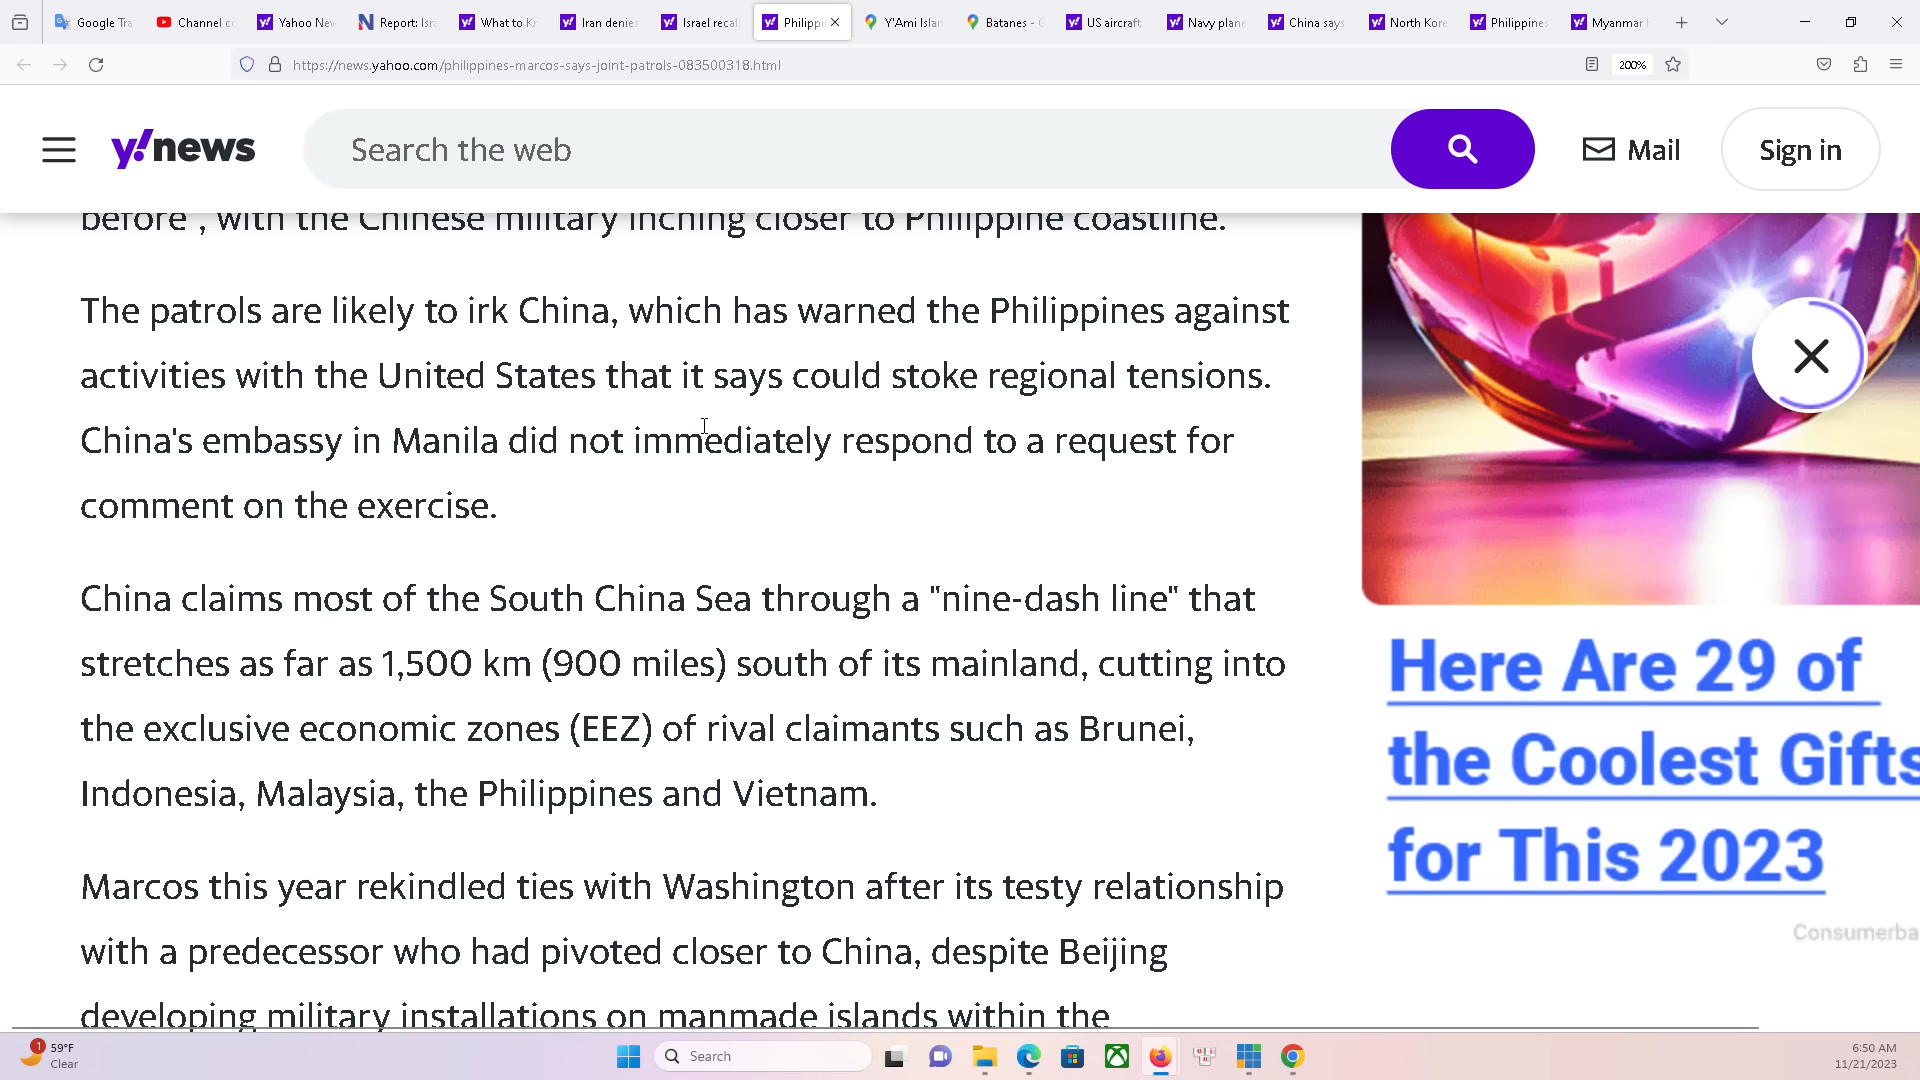 Google Tra
Channel c
Yahoo Nev
Report: Isra
What to Kr
Iran denies
Israel recal
Philippi
Y'Ami Islan
Batanes - G
US aircraft
Navy plane
China says
North Kore
Philippines
Myanmar
https://news.yahoo.com/philippines-marcos-says-joint-patrols-083500318.html
200%
y!news
Search the web
Mail
Sign in
before", with the Chinese military inching closer to Philippine coastline.
The patrols are likely to irk China, which has warned the Philippines against
activities with the United States that it says could stoke regional tensions.
China's embassy in Manila did not immediately respond to a request for
comment on the exercise.
China claims most of the South China Sea through a "nine-dash line" that
stretches as far as 1,500 km (900 miles) south of its mainland, cutting into
the exclusive economic zones (EEZ) of rival claimants such as Brunei,
Indonesia, Malaysia, the Philippines and Vietnam.
Marcos this year rekindled ties with Washington after its testy relationship
with a predecessor who had pivoted closer to China, despite Beijing
developing military installations on manmade islands within the
Here Are 29 of
the Coolest Gifts
for This 2023
Consumerba
1
59°F
Clear
Search
6:50 AM
11/21/2023